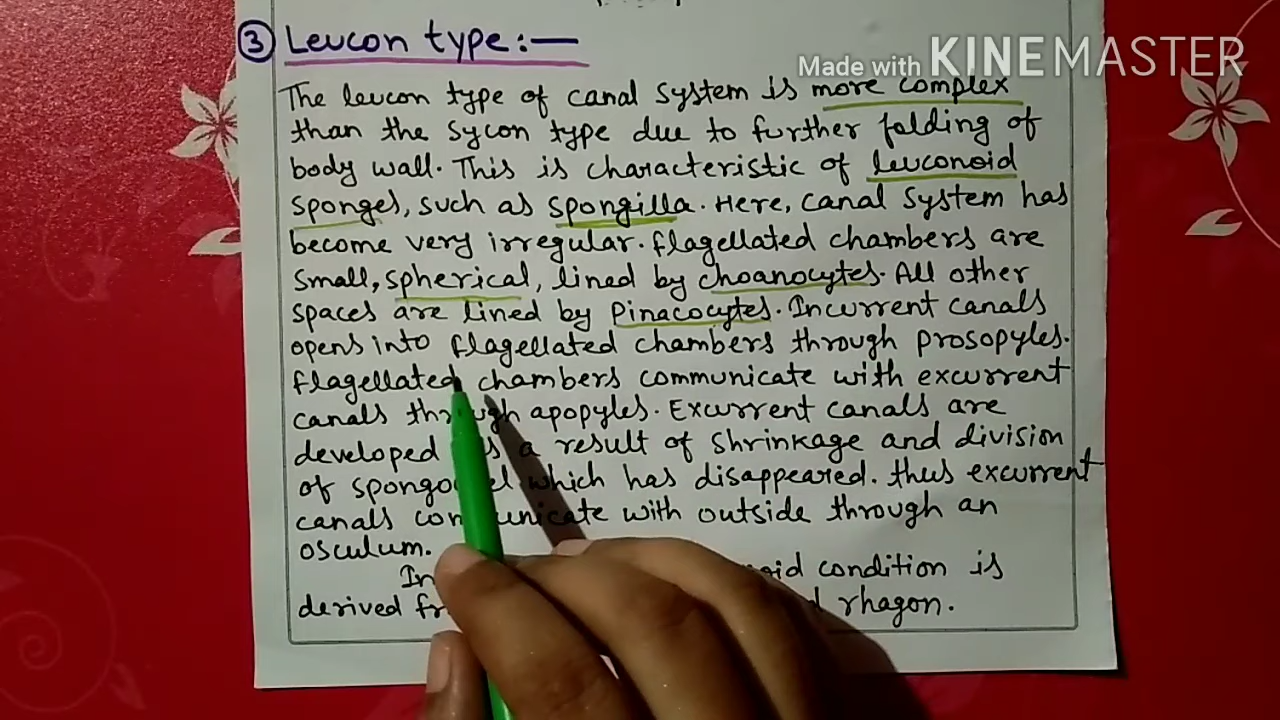 Made with KINEMASTER
③ Leucon type:—
The leucon type of canal system is more complex
than the sycon type due to further folding of
body wall. This is characteristic of leuconoid
sponges, such as spongilla. Here, canal system has
become very irregular. flagellated chambers are
small, spherical, lined by choanocytes. All other
spaces are lined by pinacocytes. Incurrent canals
opens into flagellated chambers through prosopyles.
flagellated chambers communicate with excurrent
canals through apopyles. Excurrent canals are
developed a result of shrinkage and division
of which has disappeared. thus excurrent
canals communicate with outside through an
osculum.
In condition is
derived rhagon.